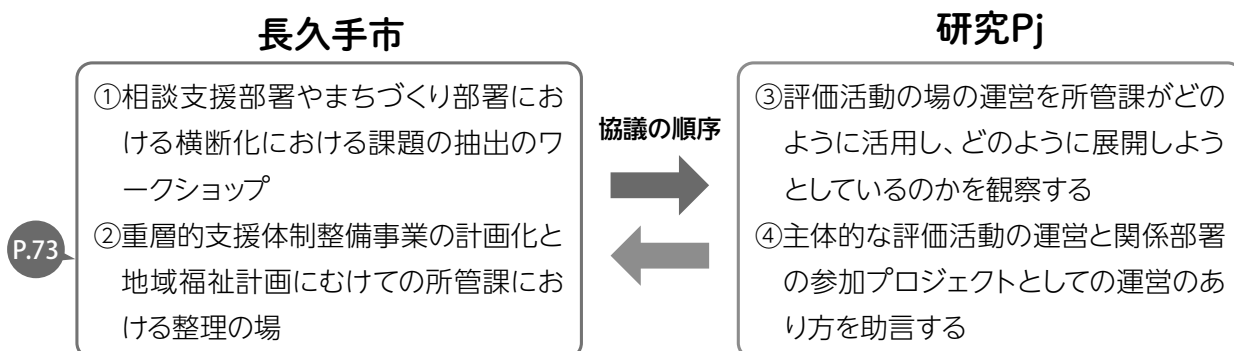 長久手市
①相談支援部署やまちづくり部署にお
ける横断化における課題の抽出のワ
ークショップ
②重層的支援体制整備事業の計画化と
地域福祉計画にむけての所管課にお
ける整理の場
P.73
協議の順序
研究Pj
③評価活動の場の運営を所管課がどの
ように活用し、どのように展開しよう
としているのかを観察する
④主体的な評価活動の運営と関係部署
の参加プロジェクトとしての運営のあ
り方を助言する